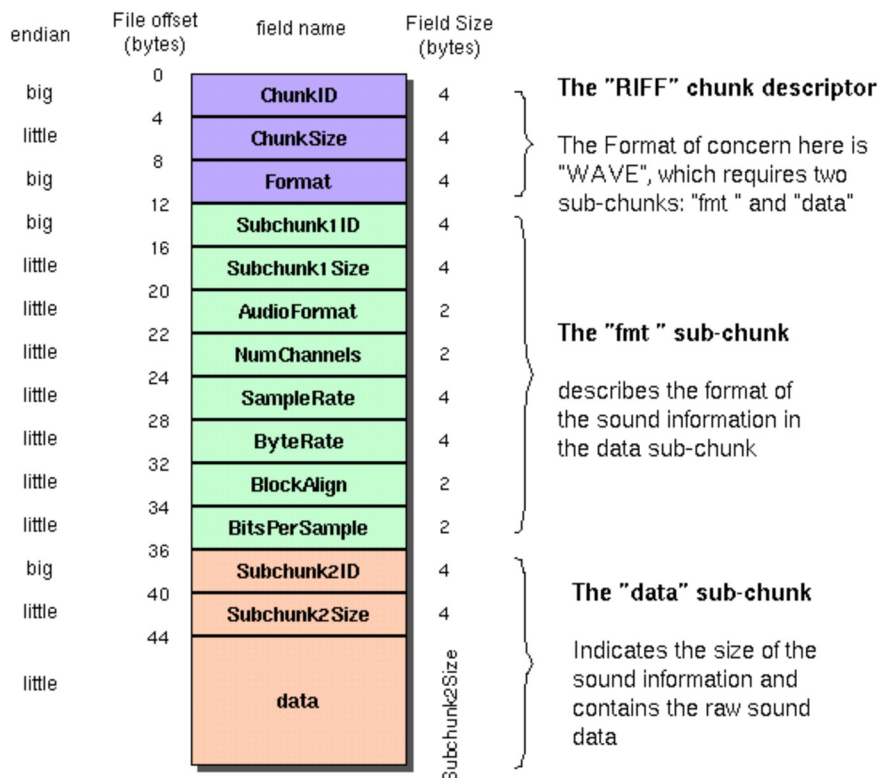 endian
File offset
(bytes)
field name
Field Size
(bytes)
0
big
ChunkID
4
4
little
ChunkSize
4
8
big
Format
4
12
big
Subchunk1ID
4
16
little
Subchunk1Size
4
20
little
AudioFormat
2
22
little
NumChannels
2
24
little
SampleRate
4
28
little
ByteRate
4
32
little
BlockAlign
2
34
little
BitsPerSample
2
36
big
Subchunk2ID
4
40
little
Subchunk2Size
4
44
little
data
Subchunk2Size
The "RIFF" chunk descriptor
The Format of concern here is
"WAVE", which requires two
sub-chunks: "fmt " and "data"
The "fmt " sub-chunk
describes the format of
the sound information in
the data sub-chunk
The "data" sub-chunk
Indicates the size of the
sound information and
contains the raw sound
data